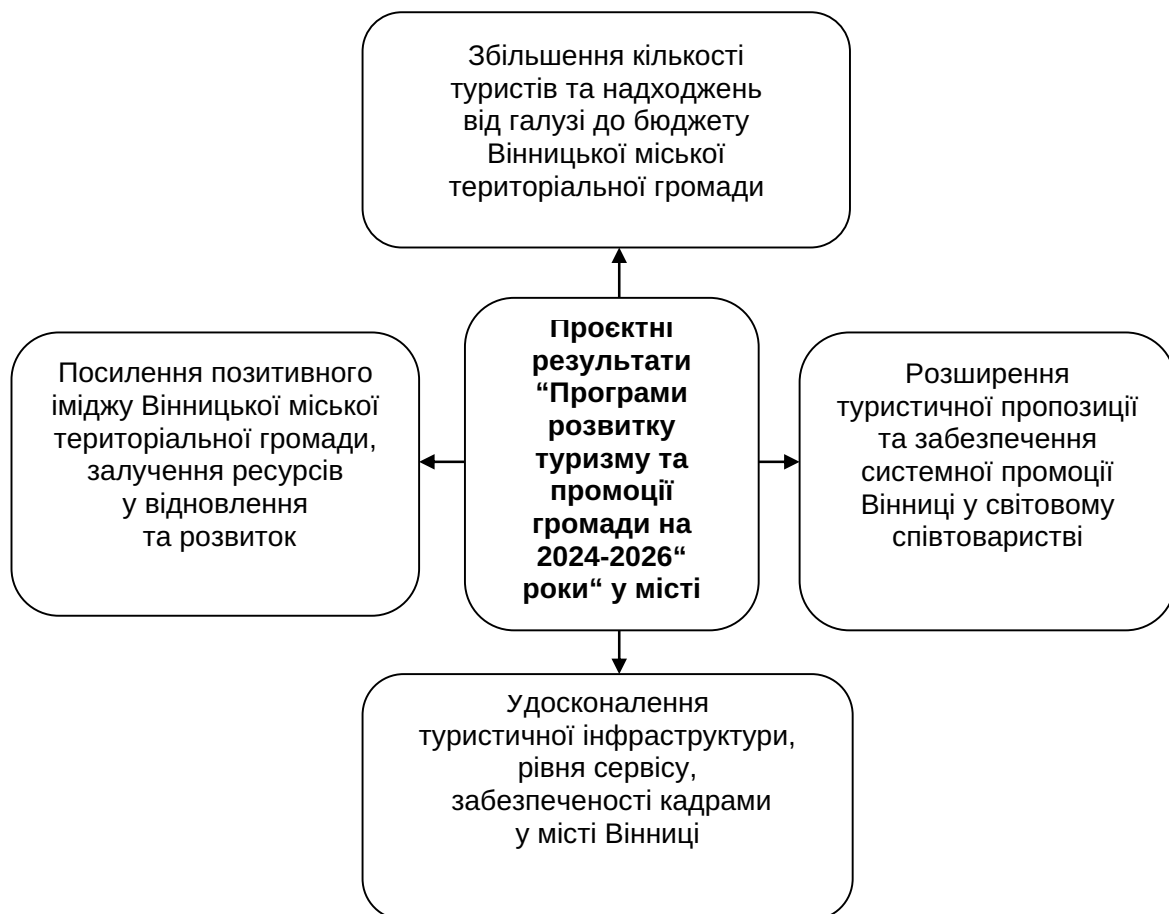 Збільшення кількості
туристів та надходжень
від галузі до бюджету
Вінницької міської
територіальної громади
Посилення позитивного
іміджу Вінницької міської
територіальної громади,
залучення ресурсів
у відновлення
та розвиток
Проєктні
результати
“Програми
розвитку
туризму та
промоції
громади на
2024-2026“
роки“ у місті
Розширення
туристичної пропозиції
та забезпечення
системної промоції
Вінниці у світовому
співтоваристві
Удосконалення
туристичної інфраструктури,
рівня сервісу,
забезпеченості кадрами
у місті Вінниці